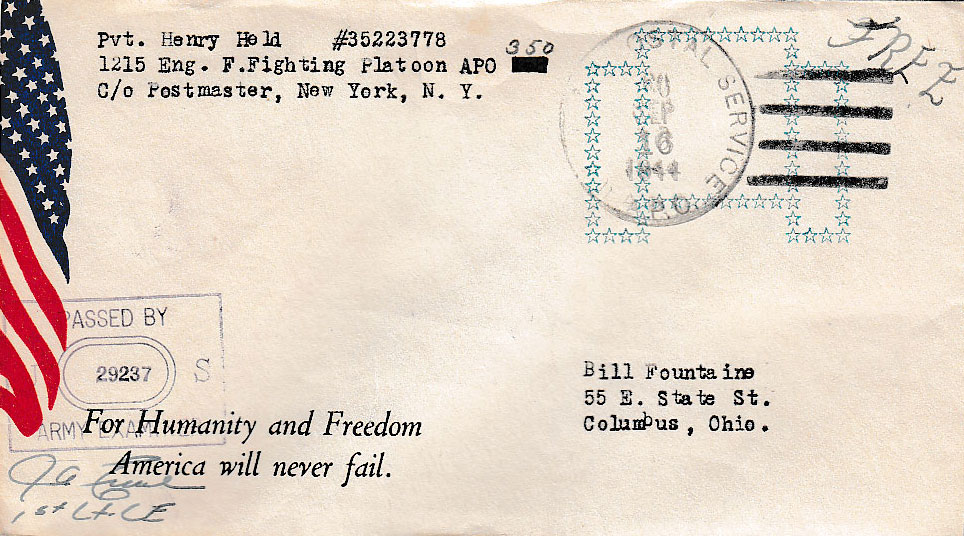 Pvt. Henry Held #35223778
1215 Eng. F.Fighting Platoon APO 350
C/o Postmaster, New York, N. Y.
FREE
POSTAL SERVICE
SEP
16
1944
A.P.O.
PASSED BY
29237 S
ARMY EXAMINER
For Humanity and Freedom
America will never fail.
1st Lt. CE
Bill Fountaine
55 E. State St.
Columbus, Ohio.